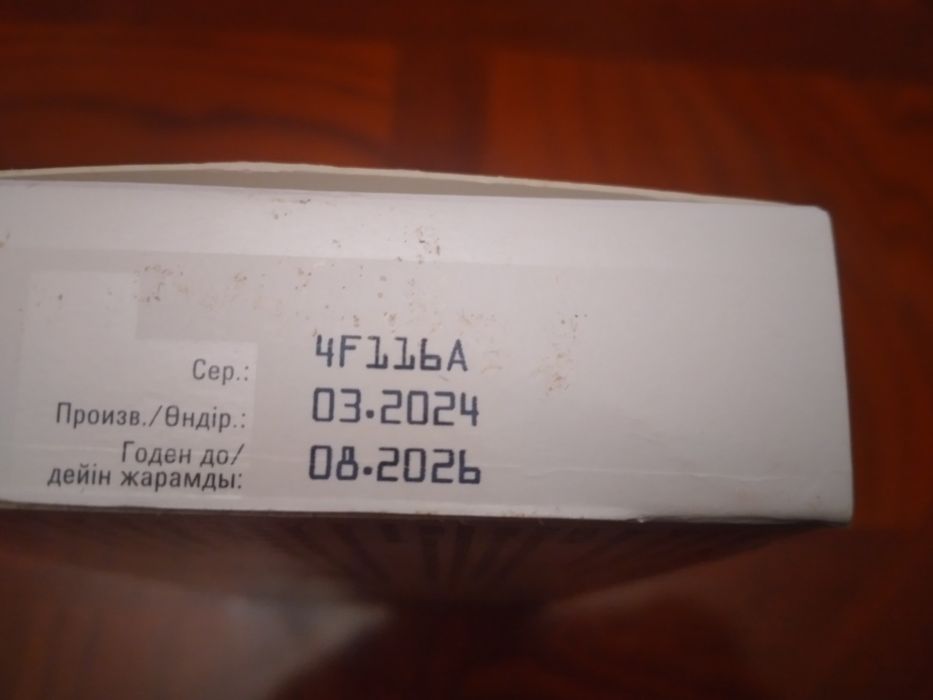 Сер.: 4F116A
Произв./Өндір.: 03.2024
Годен до/
дейін жарамды: 08.2026